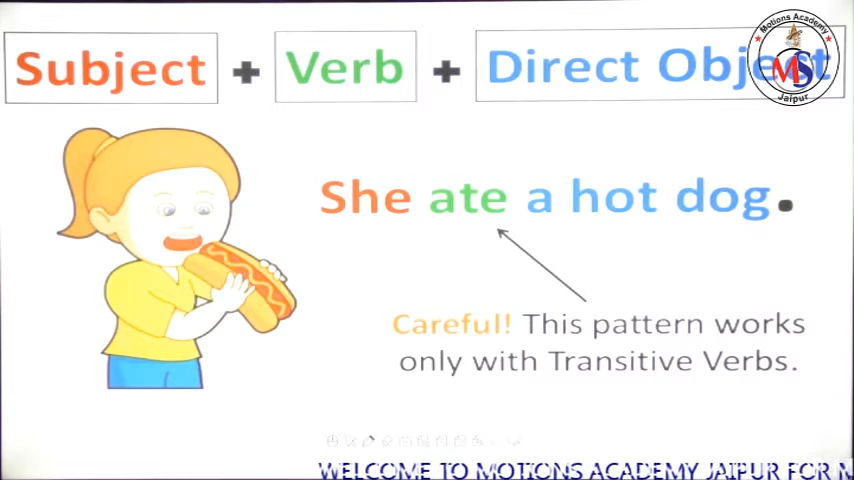 Motions Academy
Subject + Verb + Direct Object
MS
Jaipur
She ate a hot dog.
Careful! This pattern works
only with Transitive Verbs.
WELCOME TO MOTIONS ACADEMY JAIPUR FOR